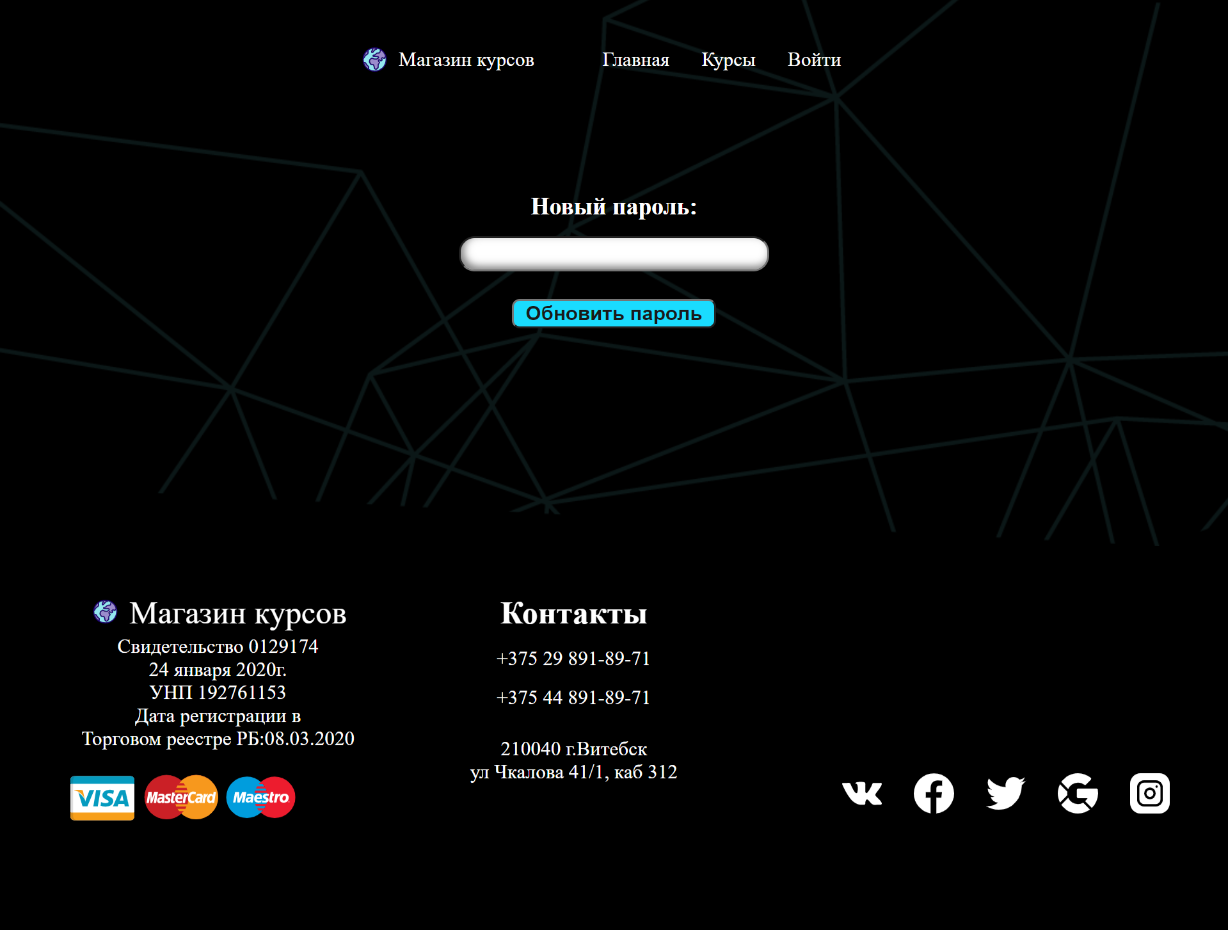 Магазин курсов
Главная
Курсы
Войти
Новый пароль:
Обновить пароль
Магазин курсов
Свидетельство 0129174
24 января 2020г.
УНП 192761153
Дата регистрации в
Торговом реестре РБ:08.03.2020
VISA
MasterCard
Maestro
Контакты
+375 29 891-89-71
+375 44 891-89-71
210040 г.Витебск
ул Чкалова 41/1, каб 312